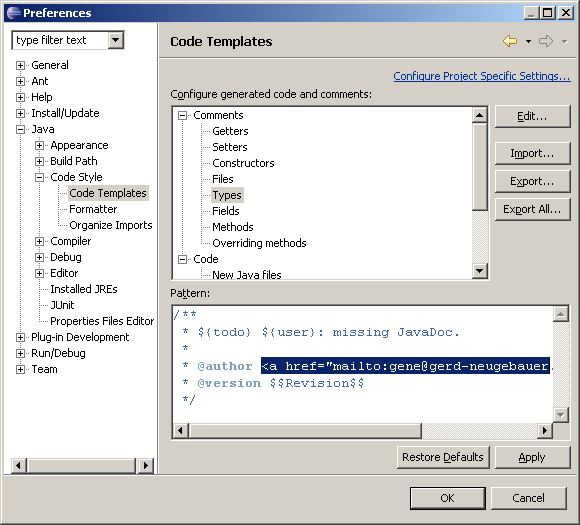 Preferences
type filter text
General
Ant
Help
Install/Update
Java
Appearance
Build Path
Code Style
Code Templates
Formatter
Organize Imports
Compiler
Debug
Editor
Installed JREs
JUnit
Properties Files Editor
Plug-in Development
Run/Debug
Team
Code Templates
Configure Project Specific Settings...
Configure generated code and comments:
Comments
Getters
Setters
Constructors
Files
Types
Fields
Methods
Overriding methods
Code
New Java files
Edit...
Import...
Export...
Export All...
Pattern:
/**
* ${todo} ${user}: missing JavaDoc.
*
* @author <a href="mailto:gene@gerd-neugebauer.
* @version $$Revision$$
*/
Restore Defaults
Apply
OK
Cancel